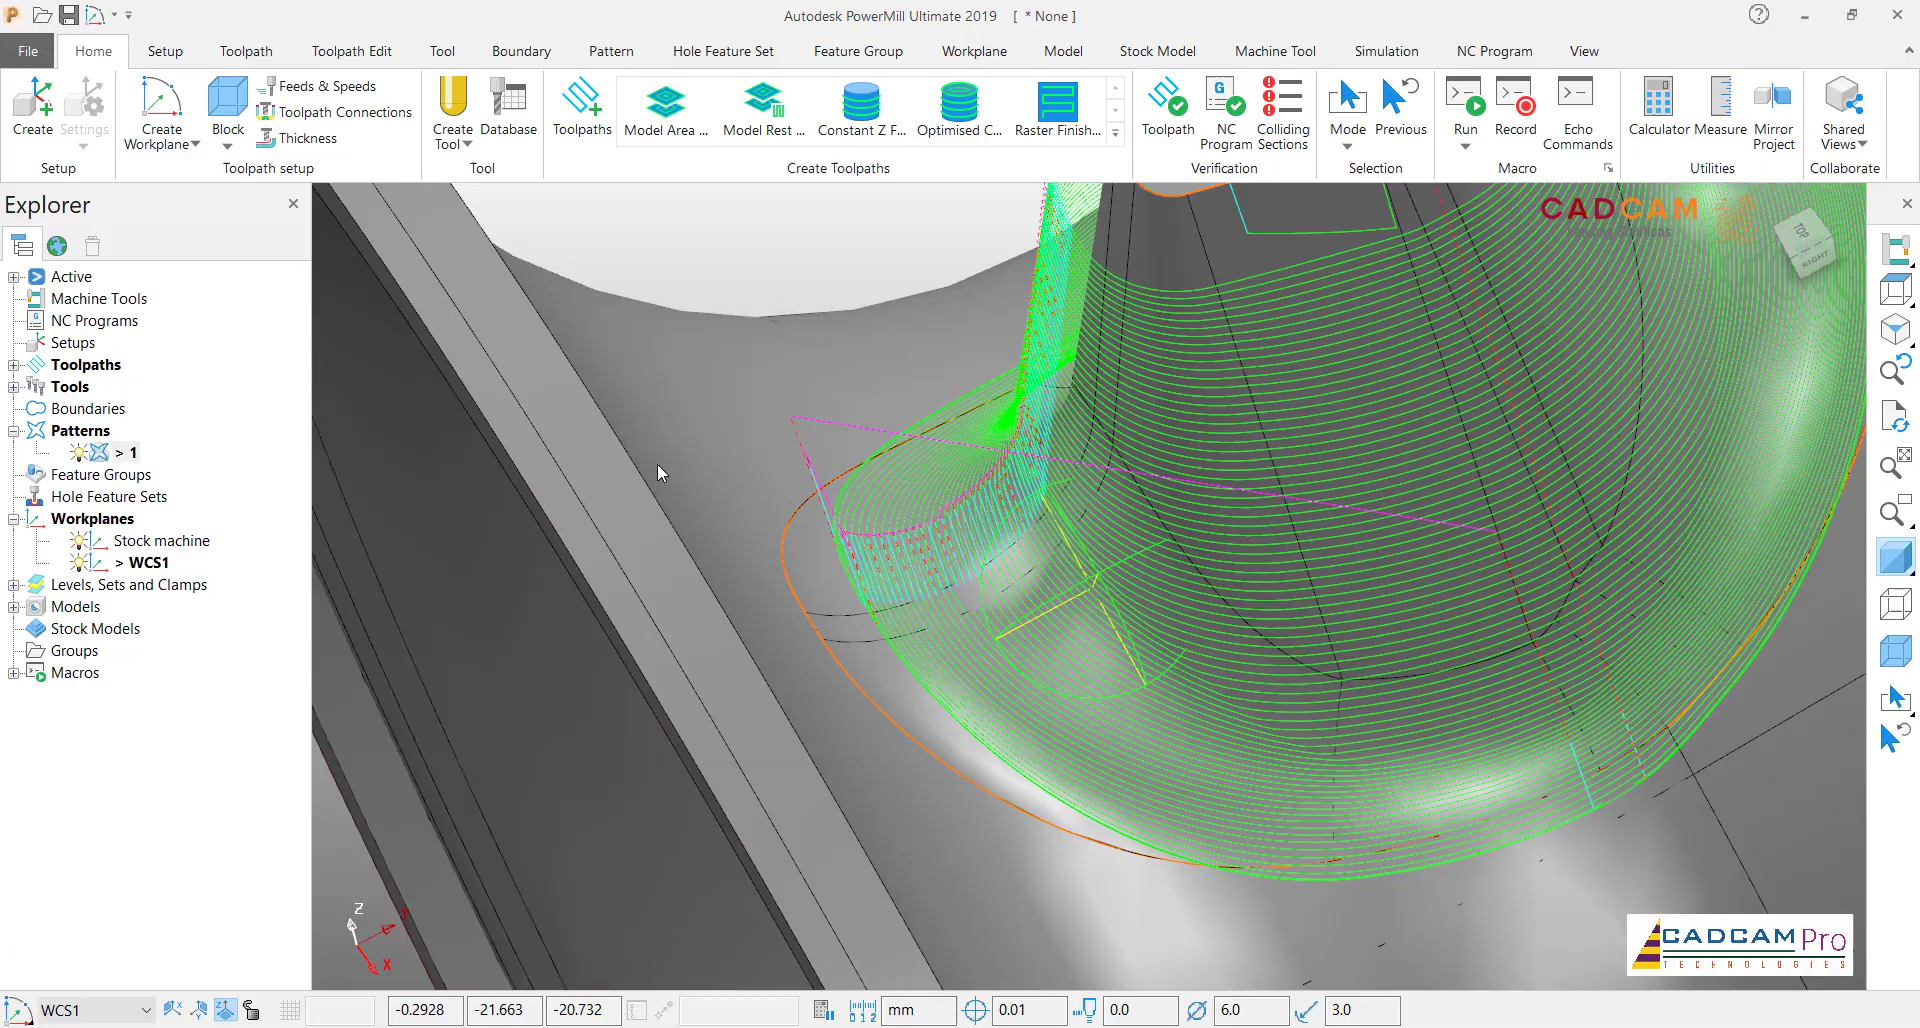 Autodesk PowerMill Ultimate 2019 [ * None ]
File Home Setup Toolpath Toolpath Edit Tool Boundary Pattern Hole Feature Set Feature Group Workplane Model Stock Model Machine Tool Simulation NC Program View
Create
Settings
Setup
Create
Workplane
Block
Feeds & Speeds
Toolpath Connections
Thickness
Toolpath setup
Create
Tool
Database
Tool
Toolpaths
Model Area ...
Model Rest ...
Constant Z F...
Optimised C...
Raster Finish...
Create Toolpaths
Toolpath
NC
Program
Colliding
Sections
Verification
Mode
Previous
Selection
Run
Record
Echo
Commands
Macro
Calculator
Measure
Mirror
Project
Utilities
Shared
Views
Collaborate
Explorer
Active
Machine Tools
NC Programs
Setups
Toolpaths
Tools
Boundaries
Patterns
> 1
Feature Groups
Hole Feature Sets
Workplanes
Stock machine
> WCS1
Levels, Sets and Clamps
Models
Stock Models
Groups
Macros
CADCAM
TOP
RIGHT
Z
X
CADCAM Pro
TECHNOLOGIES
WCS1
-0.2928
-21.663
-20.732
mm
0.01
0.0
6.0
3.0